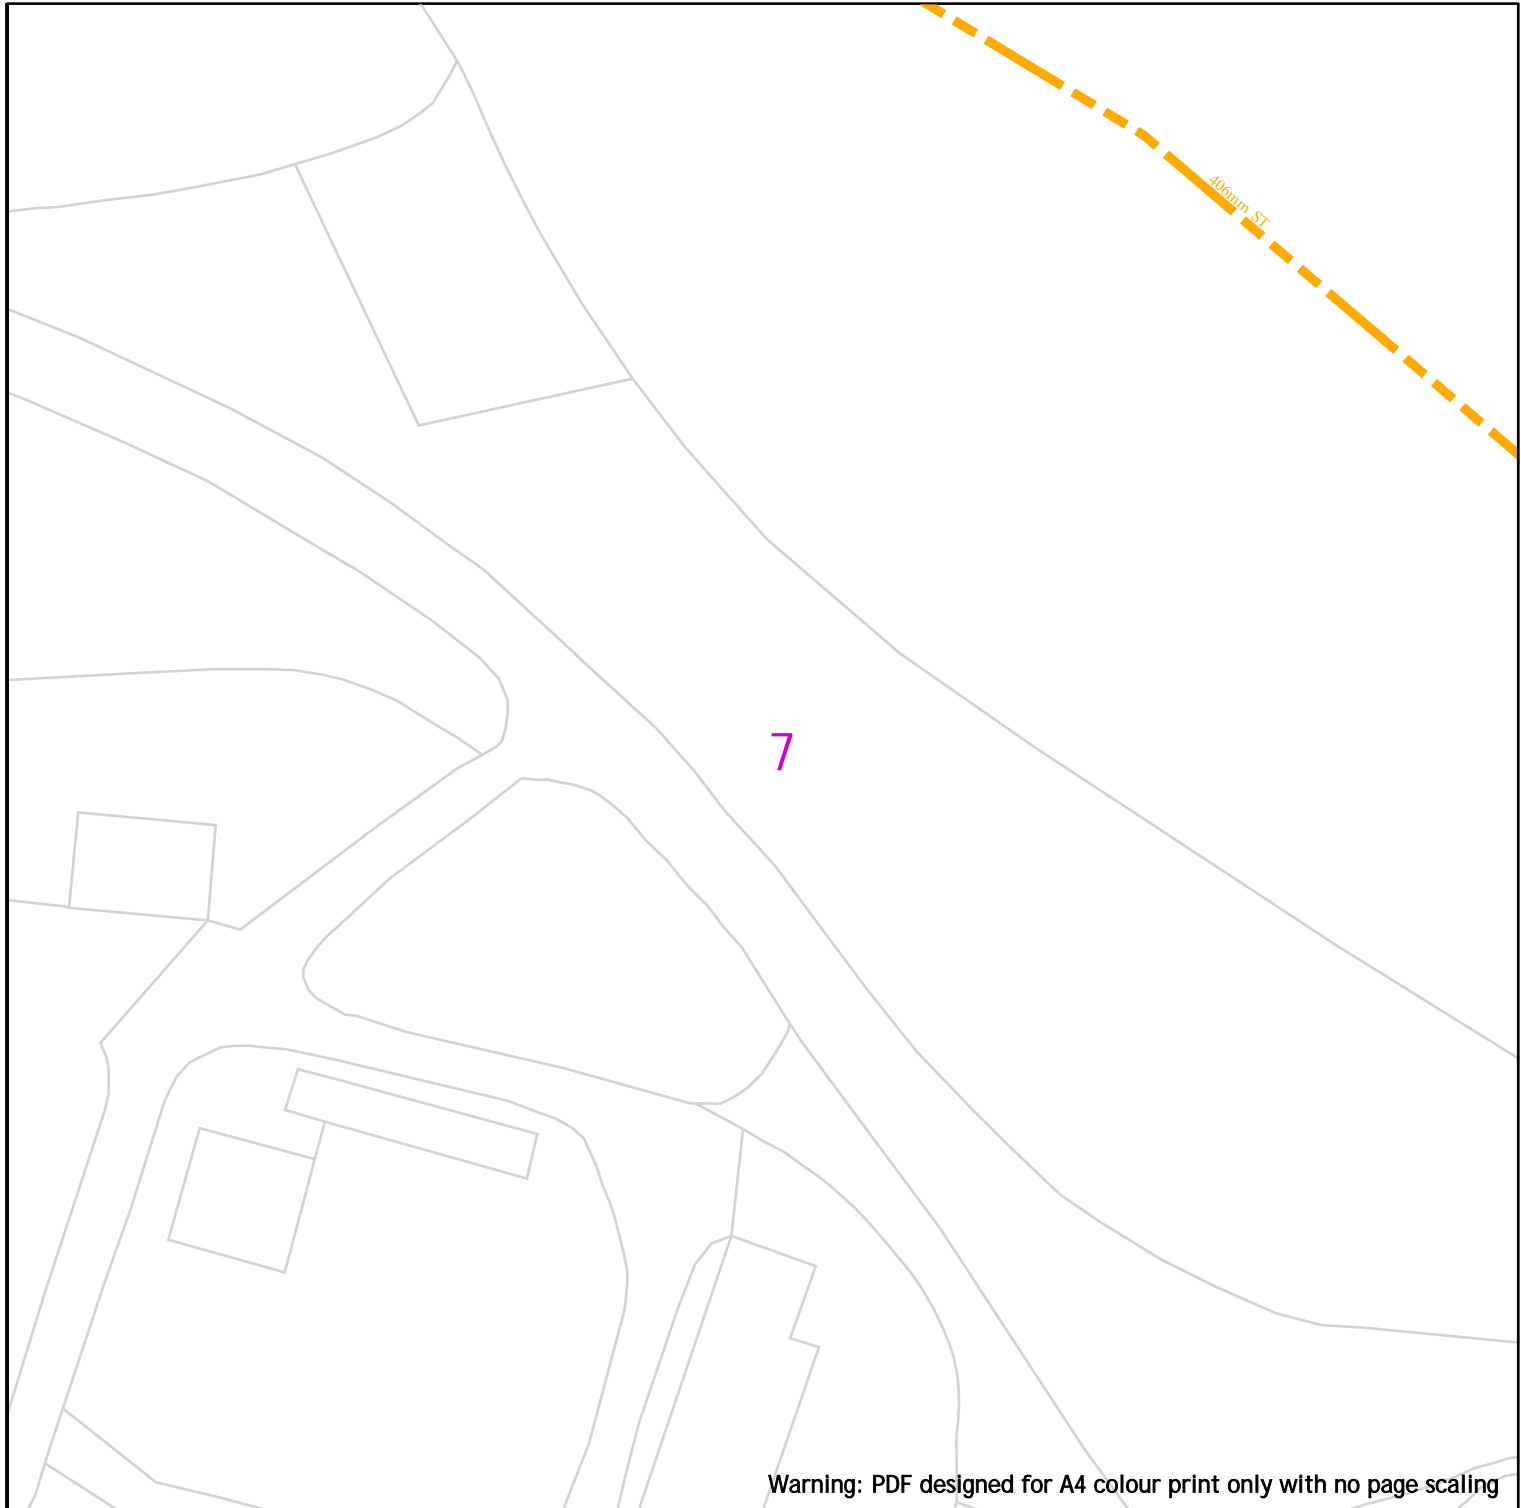 406mm ST
7
Warning: PDF designed for A4 colour print only with no page scaling